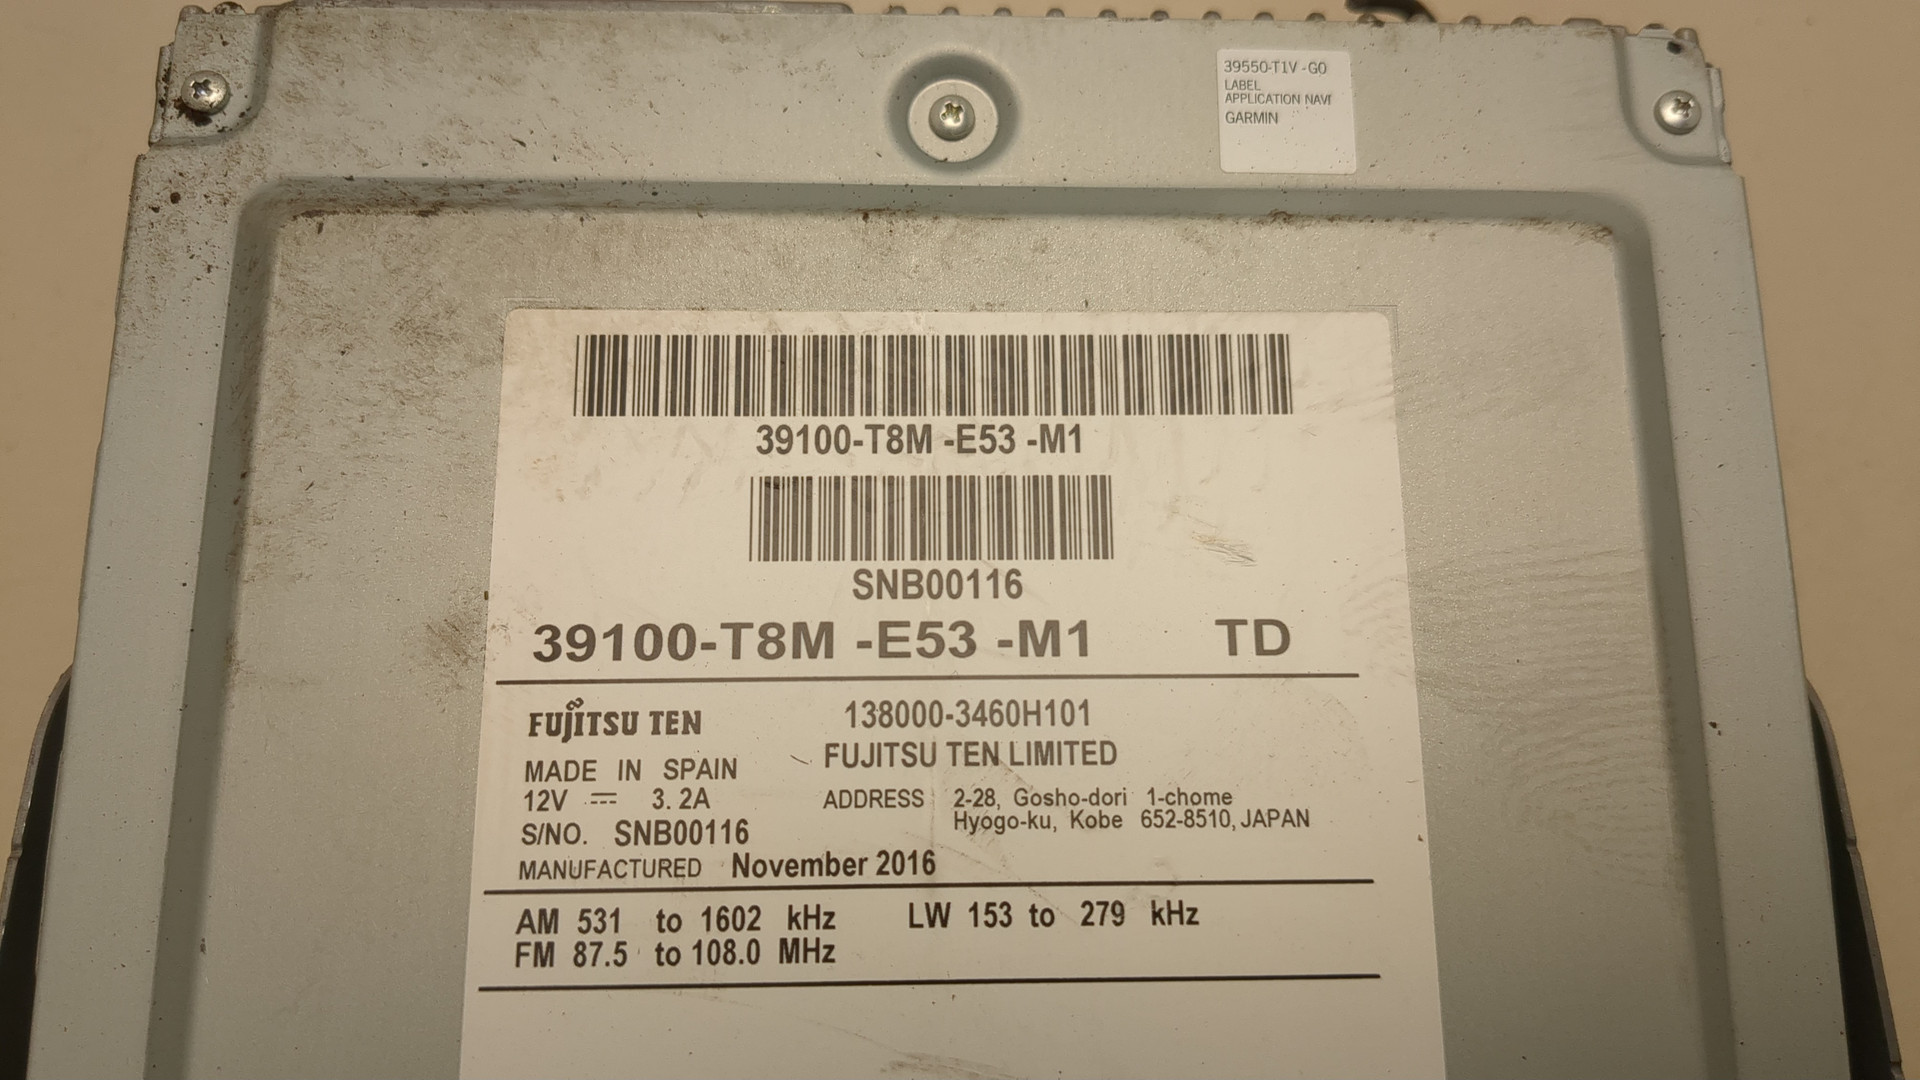 39550-T1V -G0
LABEL
APPLICATION NAVI
GARMIN
39100-T8M -E53 -M1
SNB00116
39100-T8M -E53 -M1 TD
FUJITSU TEN 138000-3460H101
FUJITSU TEN LIMITED
MADE IN SPAIN
12V 3.2A ADDRESS 2-28, Gosho-dori 1-chome
Hyogo-ku, Kobe 652-8510, JAPAN
S/NO. SNB00116
MANUFACTURED November 2016
AM 531 to 1602 kHz LW 153 to 279 kHz
FM 87.5 to 108.0 MHz